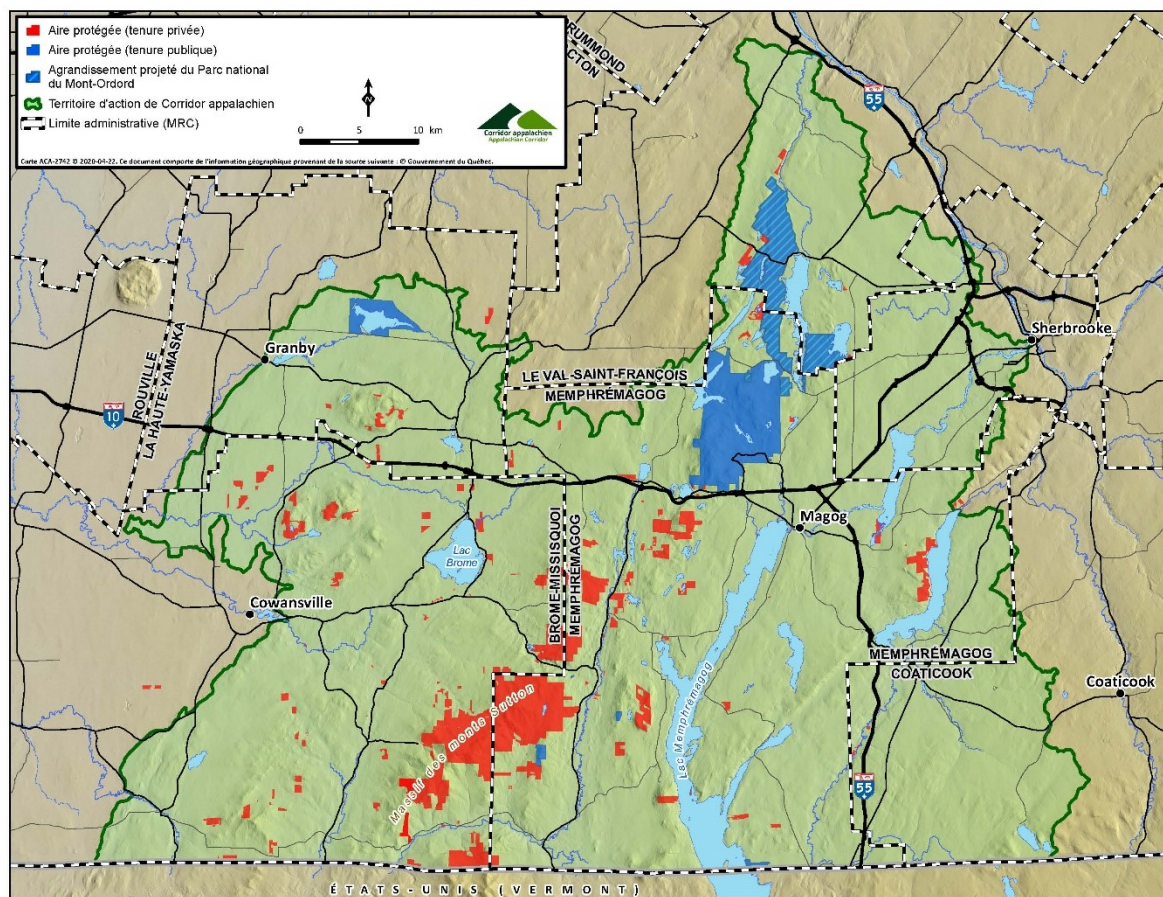 Aire protégée (tenure privée)
Aire protégée (tenure publique)
Agrandissement projeté du Parc national
du Mont-Ordord
Territoire d'action de Corridor appalachien
Limite administrative (MRC)
N
0 5 10 km
Corridor appalachien
Appalachian Corridor
Carte ACA-2742 © 2020-04-22. Ce document comporte de l'information géographique provenant de la source suivante : © Gouvernement du Québec.
DRUMMOND
ACTON
55
Granby
Sherbrooke
ROUVILLE
LA HAUTE-YAMASKA
10
LE VAL-SAINT-FRANÇOIS
MEMPHRÉMAGOG
Magog
Lac
Brome
BROME-MISSISQUOI
MEMPHRÉMAGOG
Cowansville
MEMPHRÉMAGOG
COATICOOK
Coaticook
Massif des monts Sutton
Lac Memphrémagog
55
ÉTATS-UNIS (VERMONT)